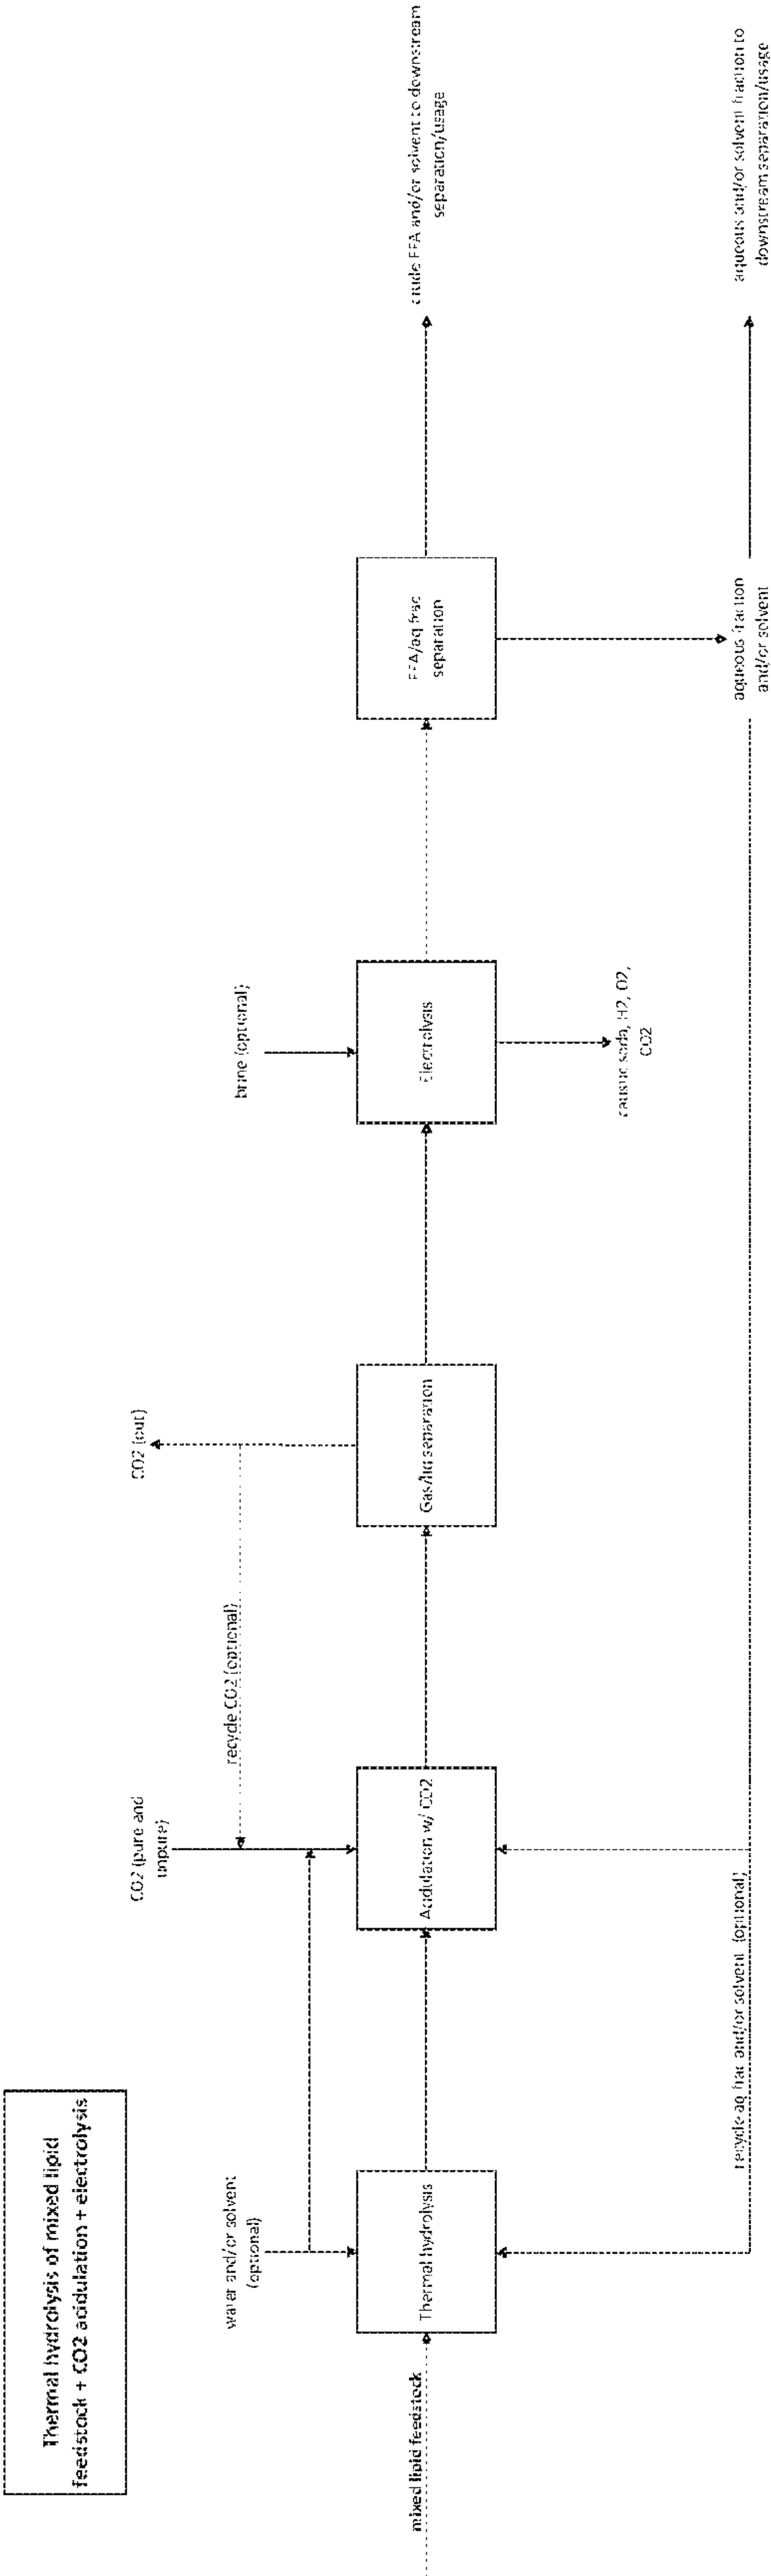 Thermal hydrolysis of mixed lipid
feedstock + CO2 acidulation + electrolysis
mixed lipid feedstock
water and/or solvent
(optional)
Thermal hydrolysis
CO2 (pure and
unpure)
Acidulation w/ CO2
recycle CO2 (optional)
CO2 (out)
Gas/liq separation
brine (optional)
Electrolysis
caustic soda, H2, O2,
CO2
FFA/aq frac
separation
crude FFA and/or solvent to downstream
separation/usage
recycle aq frac and/or solvent (optional)
aqueous fraction
and/or solvent
aqueous and/or solvent fraction to
downstream separation/usage